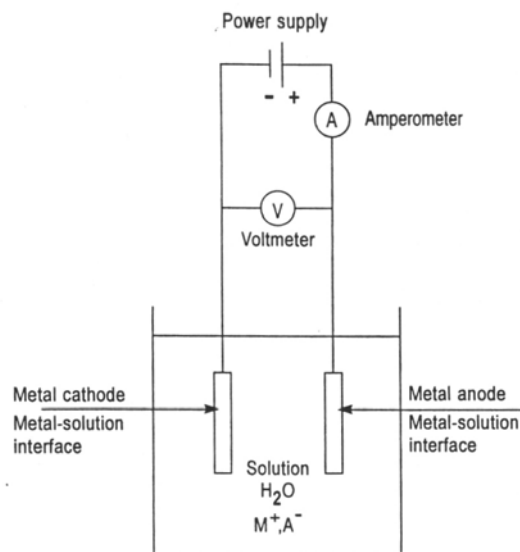 Power supply
- +
A
Amperometer
V
Voltmeter
Metal cathode
Metal-solution
interface
Metal anode
Metal-solution
interface
Solution
H₂O
M⁺,A⁻